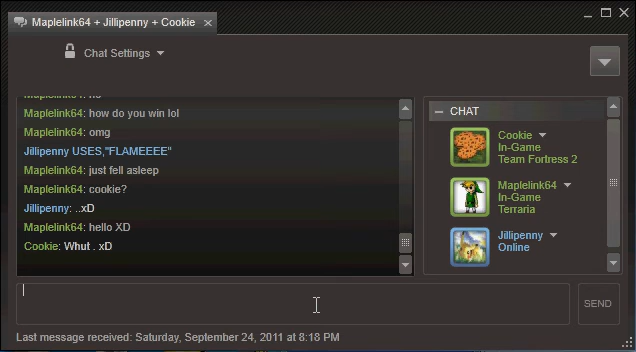 Maplelink64 + Jillipenny + Cookie
Chat Settings
Maplelink64: no
Maplelink64: how do you win lol
Maplelink64: omg
Jillipenny USES,"FLAMEEEE"
Maplelink64: just fell asleep
Maplelink64: cookie?
Jillipenny: ..xD
Maplelink64: hello XD
Cookie: Whut . xD
CHAT
Cookie
In-Game
Team Fortress 2
Maplelink64
In-Game
Terraria
Jillipenny
Online
SEND
Last message received: Saturday, September 24, 2011 at 8:18 PM